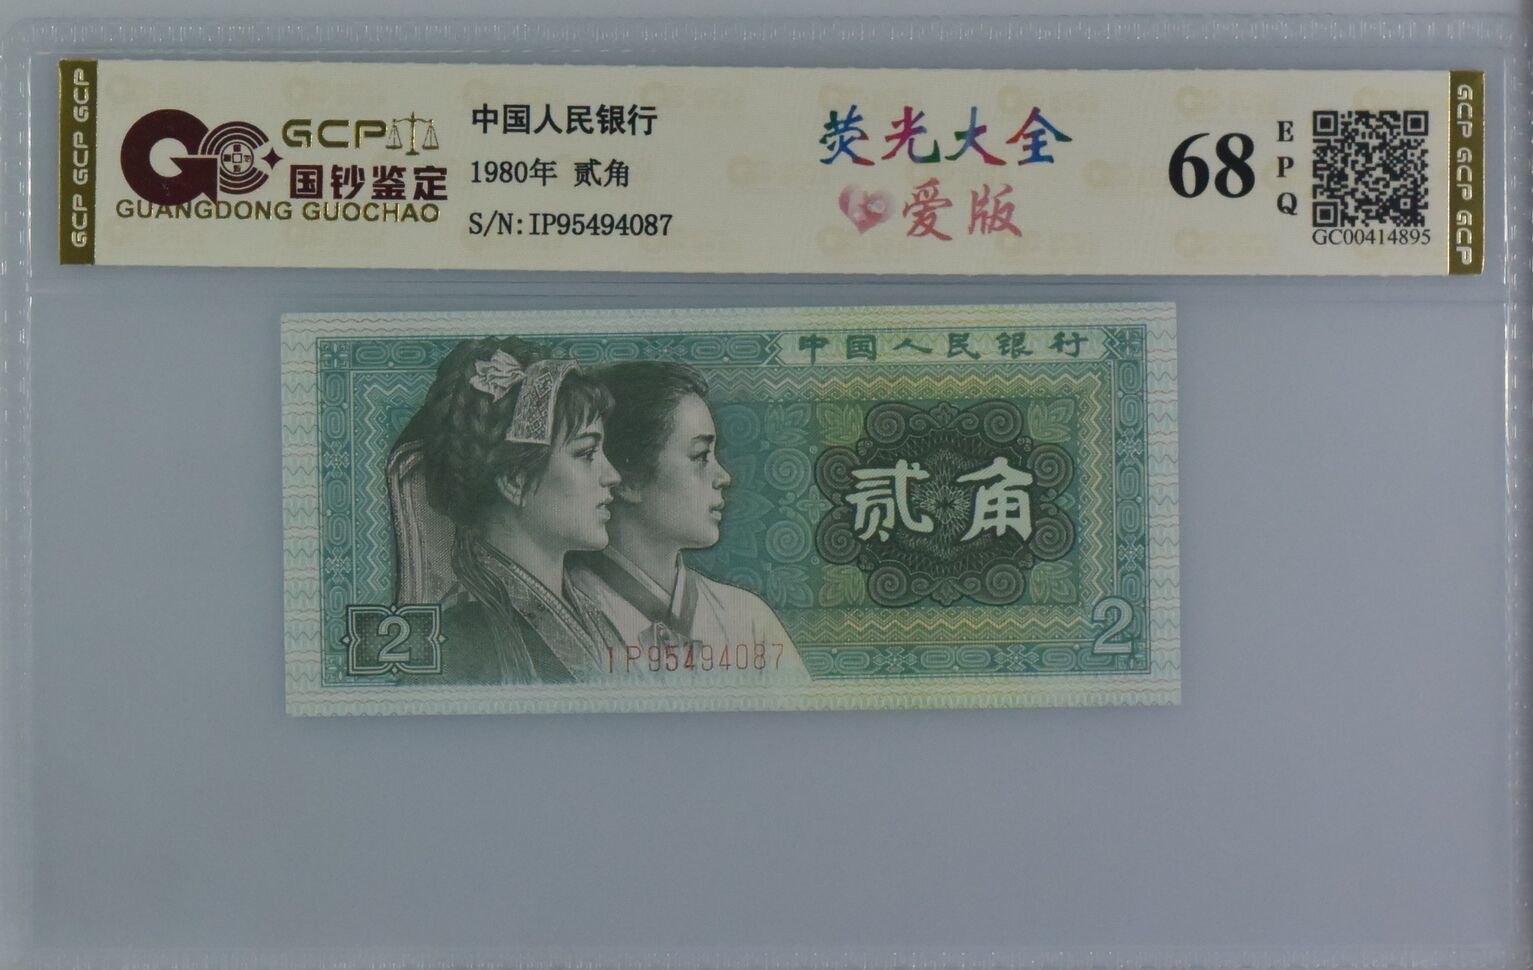 GCP GCP GCP
GCP
国钞鉴定
GUANGDONG GUOCHAO
中国人民银行
1980年 贰角
S/N:IP95494087
荧光大全
爱版
68
EPQ
GC00414895
GCP GCP GCP
中国人民银行
贰角
2
2
IP95494087